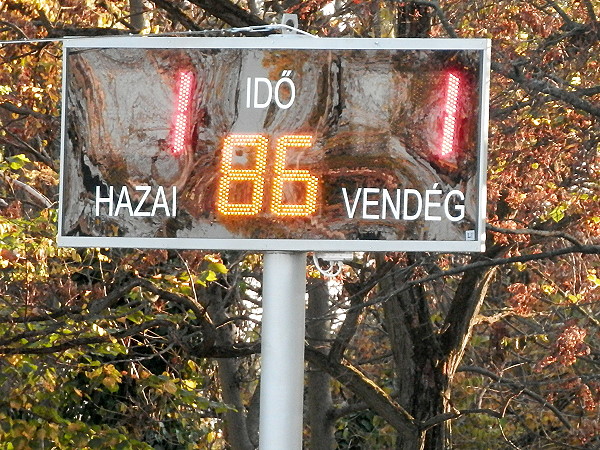 IDŐ
1 1
86
HAZAI VENDÉG